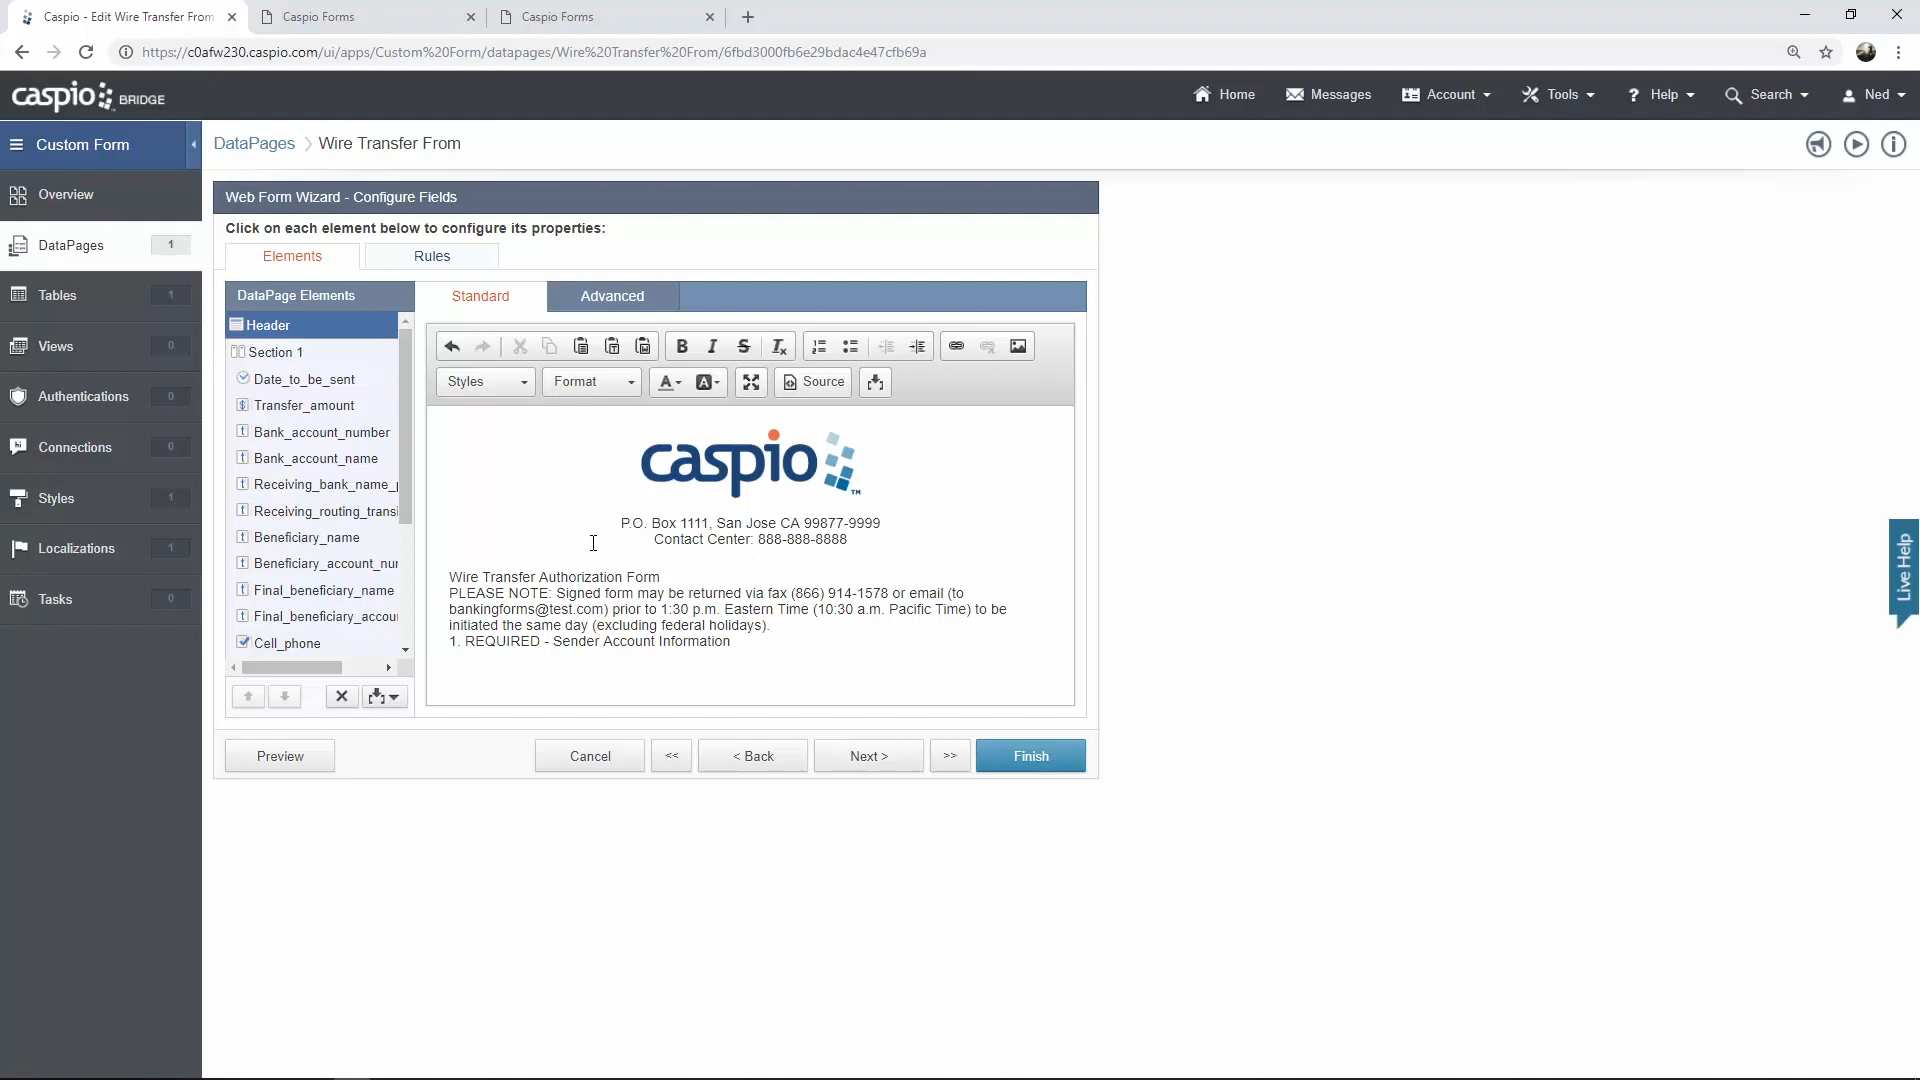 Caspio - Edit Wire Transfer From
Caspio Forms
Caspio Forms
https://c0afw230.caspio.com/ui/apps/Custom%20Form/datapages/Wire%20Transfer%20From/6fbd3000fb6e29bdac4e47cfb69a
caspio BRIDGE
Home
Messages
Account
Tools
? Help
Search
Ned
Custom Form
DataPages > Wire Transfer From
Overview
DataPages 1
Tables 1
Views 0
Authentications 0
Connections 0
Styles 1
Localizations 1
Tasks 0
Web Form Wizard - Configure Fields
Click on each element below to configure its properties:
Elements
Rules
DataPage Elements
Standard
Advanced
Header
Section 1
Date_to_be_sent
Transfer_amount
Bank_account_number
Bank_account_name
Receiving_bank_name_
Receiving_routing_transi
Beneficiary_name
Beneficiary_account_nu
Final_beneficiary_name
Final_beneficiary_accou
Cell_phone
Styles
Format
Source
caspio™
P.O. Box 1111, San Jose CA 99877-9999
Contact Center: 888-888-8888
Wire Transfer Authorization Form
PLEASE NOTE: Signed form may be returned via fax (866) 914-1578 or email (to
bankingforms@test.com) prior to 1:30 p.m. Eastern Time (10:30 a.m. Pacific Time) to be
initiated the same day (excluding federal holidays).
1. REQUIRED - Sender Account Information
Preview
Cancel
<<
< Back
Next >
>>
Finish
Live Help